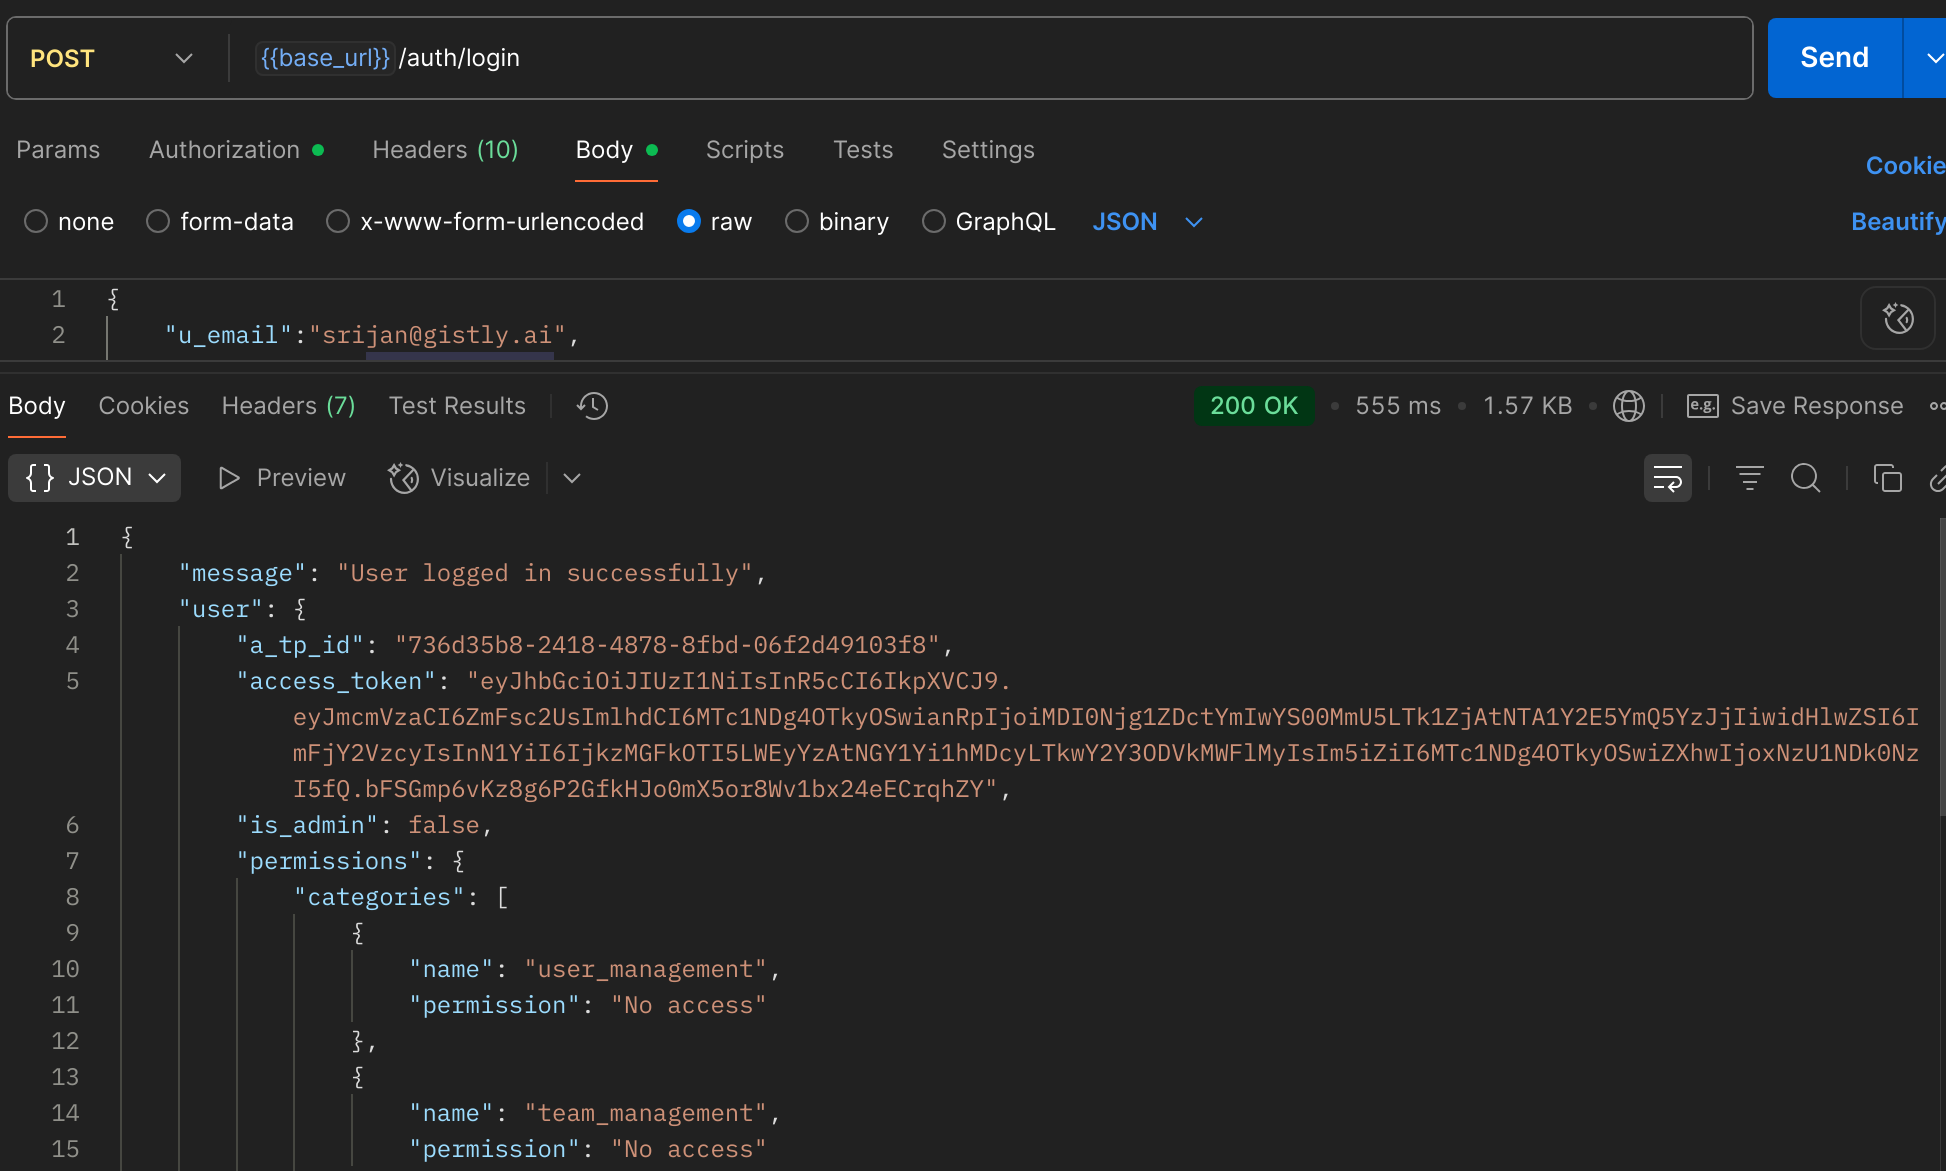 POST {{base_url}}/auth/login Send
Params Authorization Headers (10) Body Scripts Tests Settings Cookie
none form-data x-www-form-urlencoded raw binary GraphQL JSON Beautify
1 {
2 "u_email":"srijan@gistly.ai",
Body Cookies Headers (7) Test Results 200 OK • 555 ms • 1.57 KB • e.g. Save Response
{} JSON Preview Visualize
1 {
2 "message": "User logged in successfully",
3 "user": {
4 "a_tp_id": "736d35b8-2418-4878-8fbd-06f2d49103f8",
5 "access_token": "eyJhbGciOiJIUzI1NiIsInR5cCI6IkpXVCJ9.
eyJmcmVzaCI6ZmFsc2UsImlhdCI6MTc1NDg4OTkyOSwianRpIjoiMDI0Njg1ZDctYmIwYS00MmU5LTk1ZjAtNTA1Y2E5YmQ5YzJjIiwidHlwZSI6I
mFjY2VzcyIsInN1YiI6IjkzMGFkOTI5LWEyYzAtNGY1Yi1hMDcyLTkwY2Y3ODVkMWFlMyIsIm5iZiI6MTc1NDg4OTkyOSwiZXhwIjoxNzU1NDk0Nz
I5fQ.bFSGmp6vKz8g6P2GfkHJo0mX5or8Wv1bx24eECrqhZY",
6 "is_admin": false,
7 "permissions": {
8 "categories": [
9 {
10 "name": "user_management",
11 "permission": "No access"
12 },
13 {
14 "name": "team_management",
15 "permission": "No access"